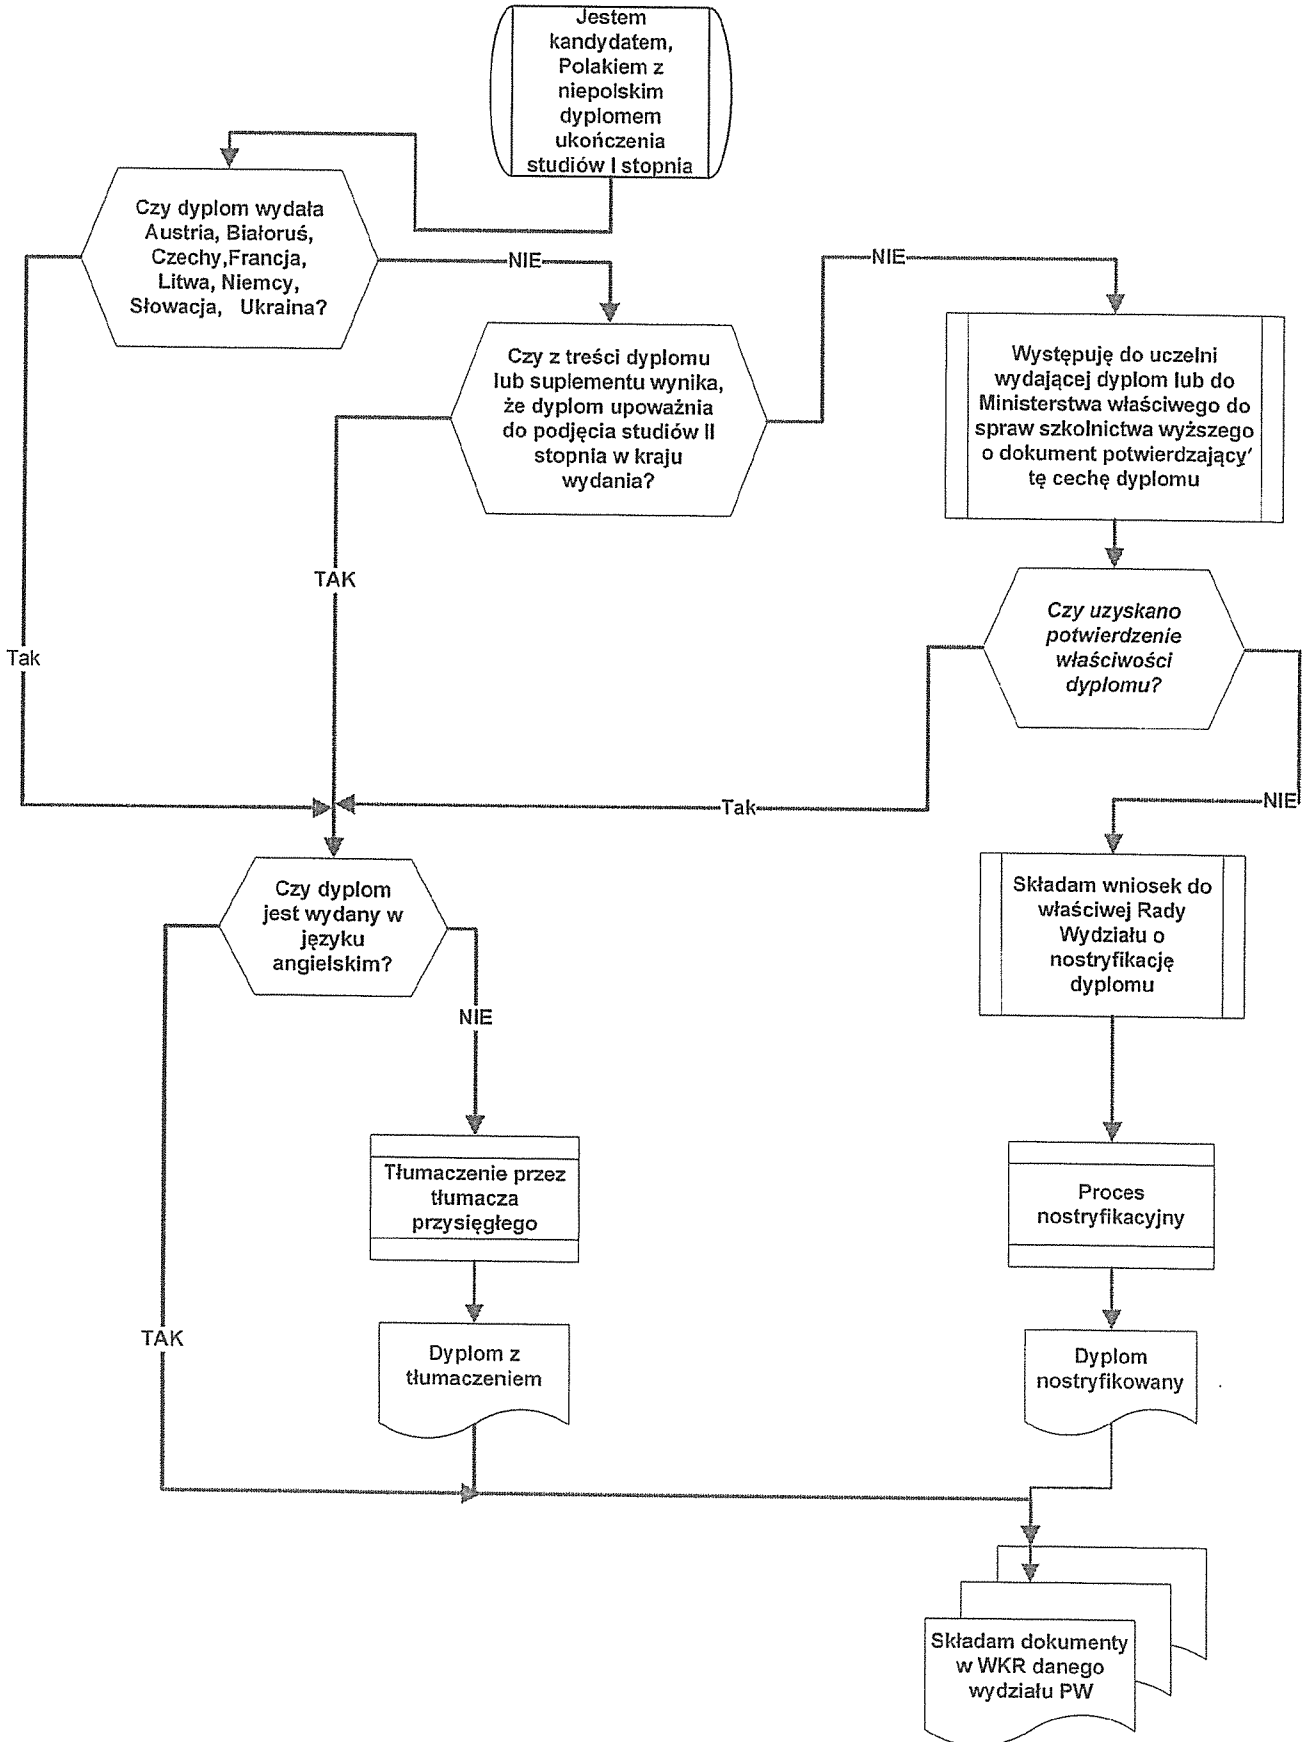 Jestem
kandydatem,
Polakiem z
niepolskim
dyplomem
ukończenia
studiów I stopnia
Czy dyplom wydała
Austria, Białoruś,
Czechy,Francja,
Litwa, Niemcy,
Słowacja, Ukraina?
NIE
NIE
Czy z treści dyplomu
lub suplementu wynika,
że dyplom upoważnia
do podjęcia studiów II
stopnia w kraju
wydania?
Występuję do uczelni
wydającej dyplom lub do
Ministerstwa właściwego do
spraw szkolnictwa wyższego
o dokument potwierdzający
tę cechę dyplomu
TAK
Czy uzyskano
potwierdzenie
właściwości
dyplomu?
Tak
Tak
NIE
Czy dyplom
jest wydany w
języku
angielskim?
Składam wniosek do
właściwej Rady
Wydziału o
nostryfikację
dyplomu
NIE
Tłumaczenie przez
tłumacza
przysięgłego
Proces
nostryfikacyjny
TAK
Dyplom z
tłumaczeniem
Dyplom
nostryfikowany
Składam dokumenty
w WKR danego
wydziału PW